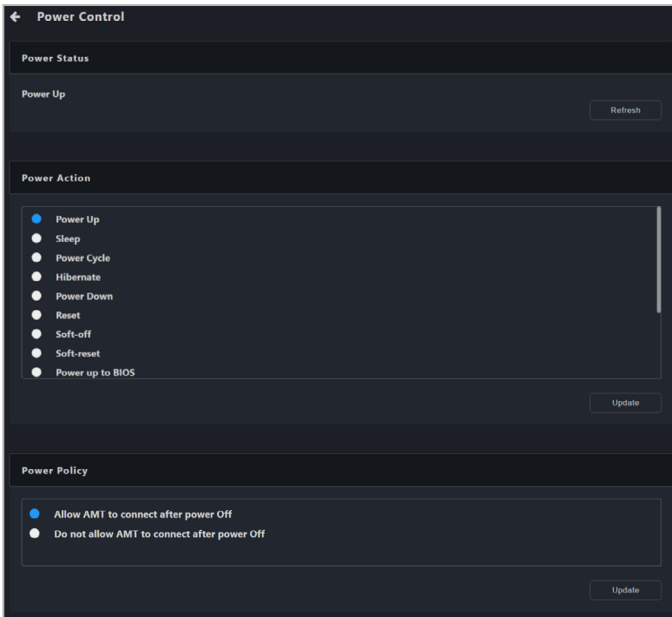 Power Control
Power Status
Power Up
Refresh
Power Action
Power Up
Sleep
Power Cycle
Hibernate
Power Down
Reset
Soft-off
Soft-reset
Power up to BIOS
Update
Power Policy
Allow AMT to connect after power Off
Do not allow AMT to connect after power Off
Update